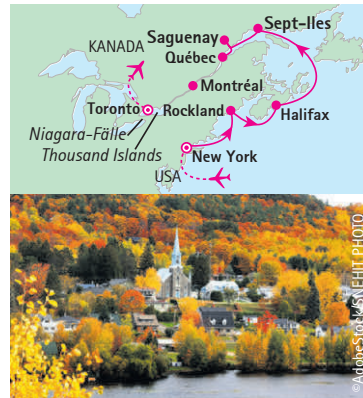 Sept-Iles
Saguenay
KANADA
Québec
Montréal
Toronto
Rockland
Halifax
Niagara-Fälle
Thousand Islands
New York
USA
©AdobeStock/SNEHIT PHOTO